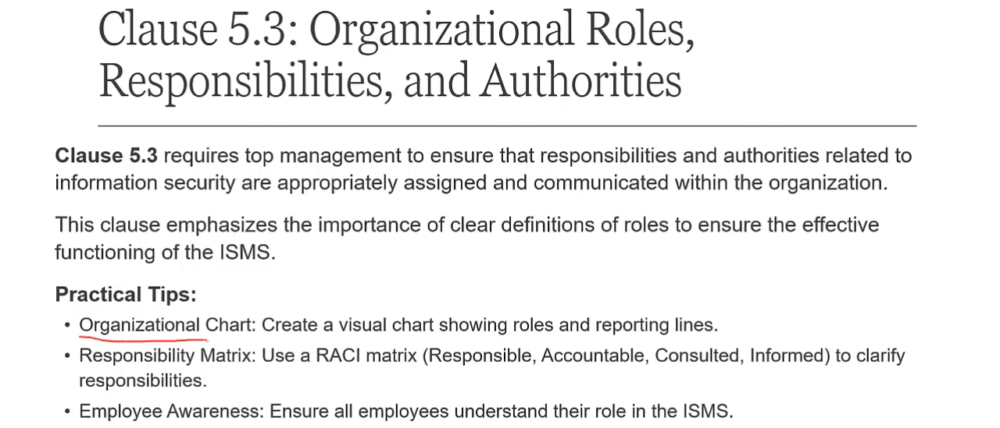 Clause 5.3: Organizational Roles,
Responsibilities, and Authorities
Clause 5.3 requires top management to ensure that responsibilities and authorities related to
information security are appropriately assigned and communicated within the organization.
This clause emphasizes the importance of clear definitions of roles to ensure the effective
functioning of the ISMS.
Practical Tips:
• Organizational Chart: Create a visual chart showing roles and reporting lines.
• Responsibility Matrix: Use a RACI matrix (Responsible, Accountable, Consulted, Informed) to clarify
responsibilities.
• Employee Awareness: Ensure all employees understand their role in the ISMS.